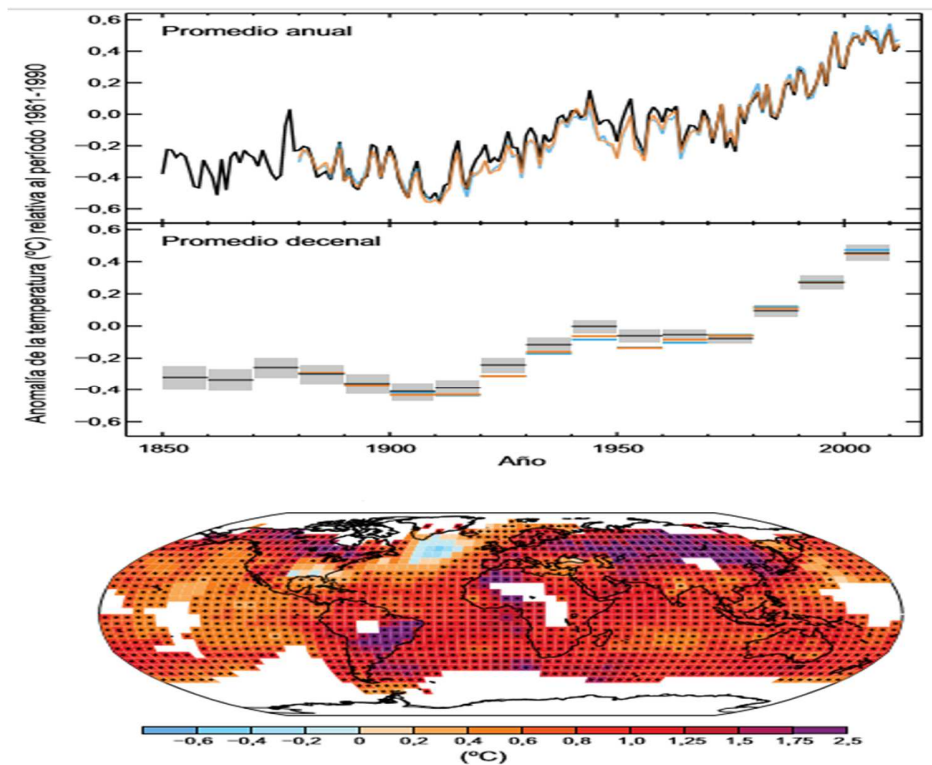 Anomalía de la temperatura (ºC) relativa al período 1961-1990
Promedio anual
0,6
0,4
0,2
0,0
−0,2
−0,4
−0,6
Promedio decenal
0,6
0,4
0,2
0,0
−0,2
−0,4
−0,6
1850 1900 1950 2000
Año
−0,6 −0,4 −0,2 0 0,2 0,4 0,6 0,8 1,0 1,25 1,5 1,75 2,5
(ºC)